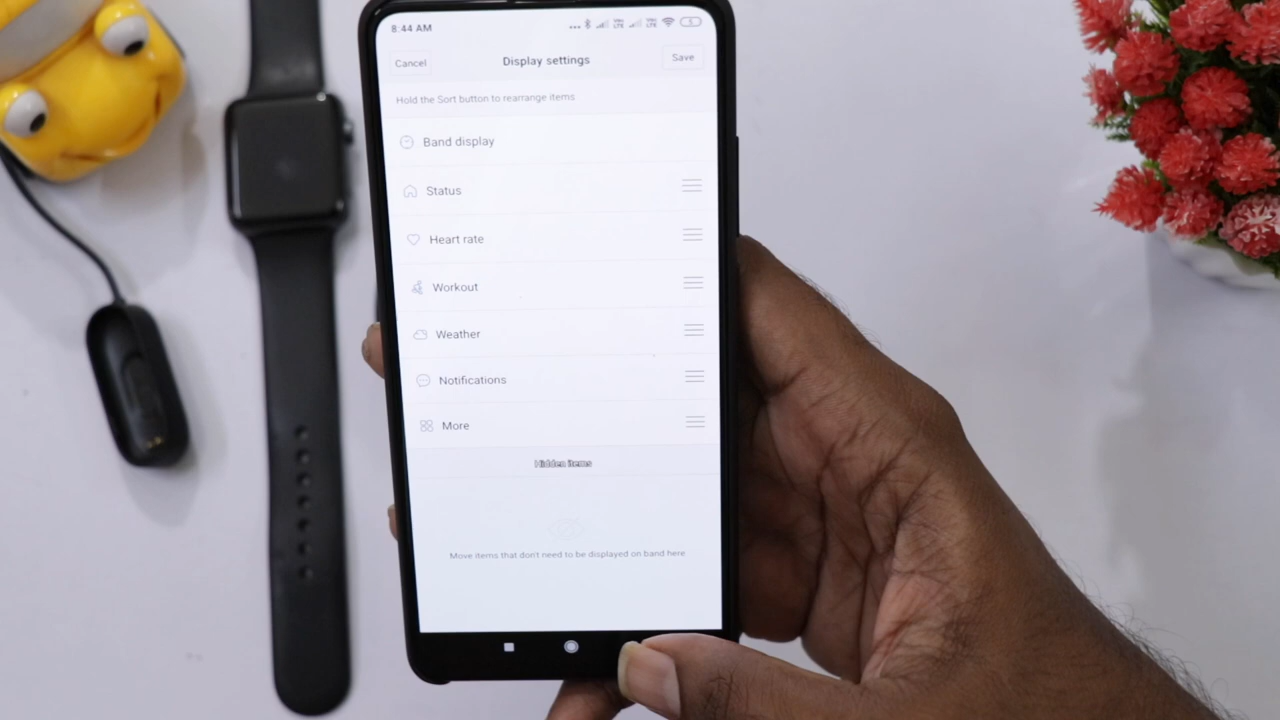 8:44 AM
Cancel
Display settings
Save
Hold the Sort button to rearrange items
Band display
Status
Heart rate
Workout
Weather
Notifications
More
Hidden items
Move items that don't need to be displayed on band here